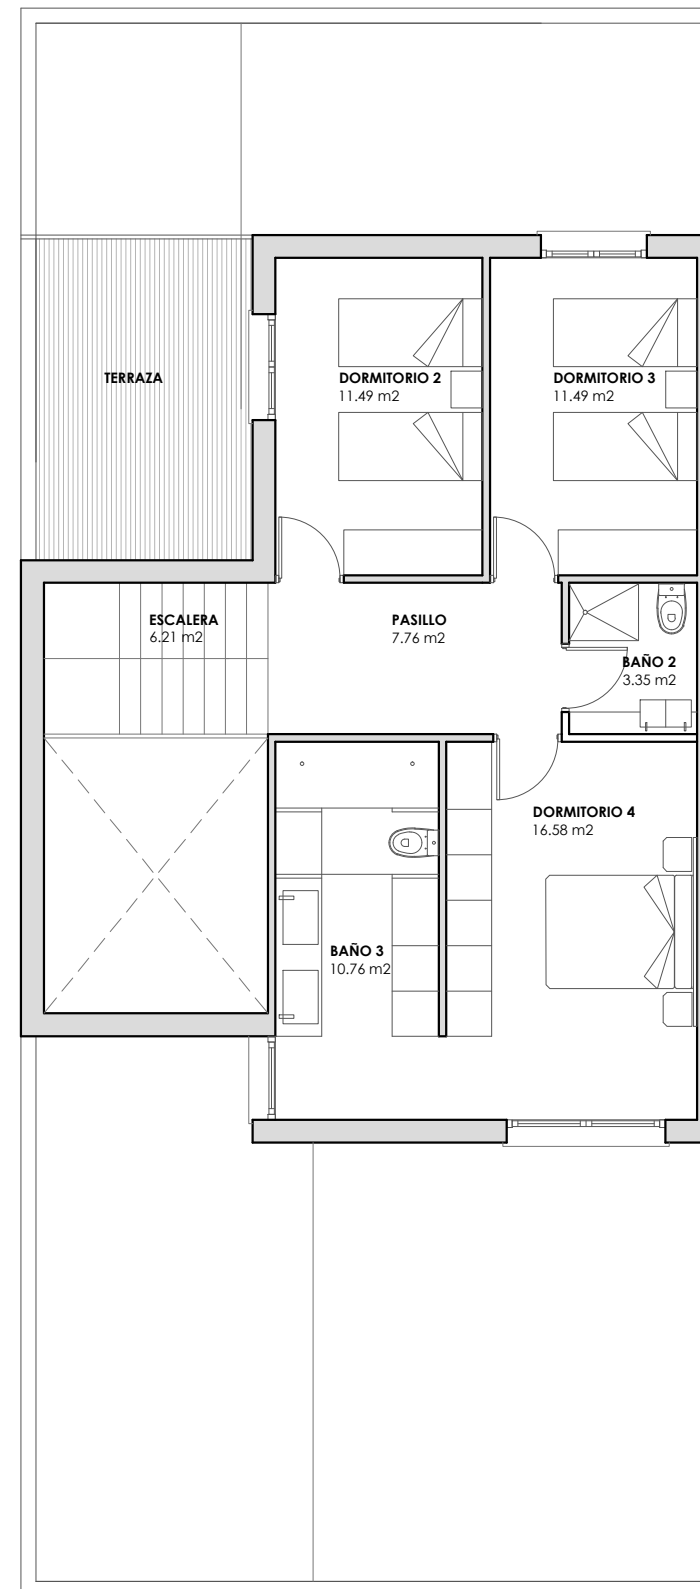 TERRAZA
DORMITORIO 2
11.49 m2
DORMITORIO 3
11.49 m2
ESCALERA
6.21 m2
PASILLO
7.76 m2
BAÑO 2
3.35 m2
DORMITORIO 4
16.58 m2
BAÑO 3
10.76 m2